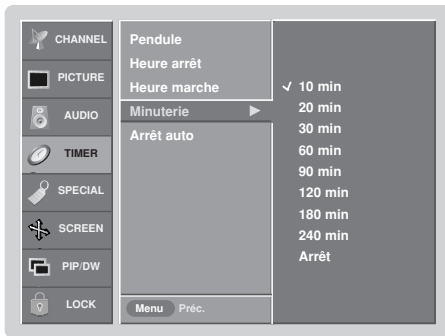 CHANNEL
PICTURE
AUDIO
TIMER
SPECIAL
SCREEN
PIP/DW
LOCK
Pendule
Heure arrêt
Heure marche
Minuterie
Arrêt auto
Menu Préc.
10 min
20 min
30 min
60 min
90 min
120 min
180 min
240 min
Arrêt